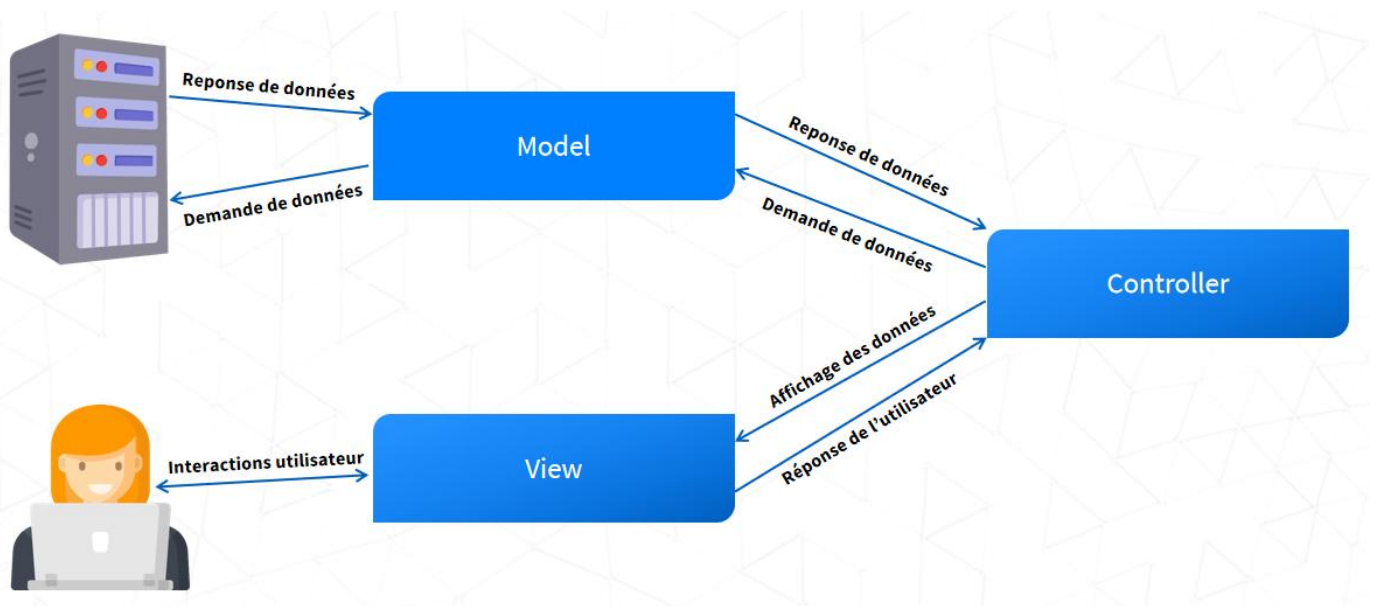 Reponse de données
Model
Demande de données
Reponse de données
Demande de données
Controller
Affichage des données
Réponse de l'utilisateur
Interactions utilisateur
View